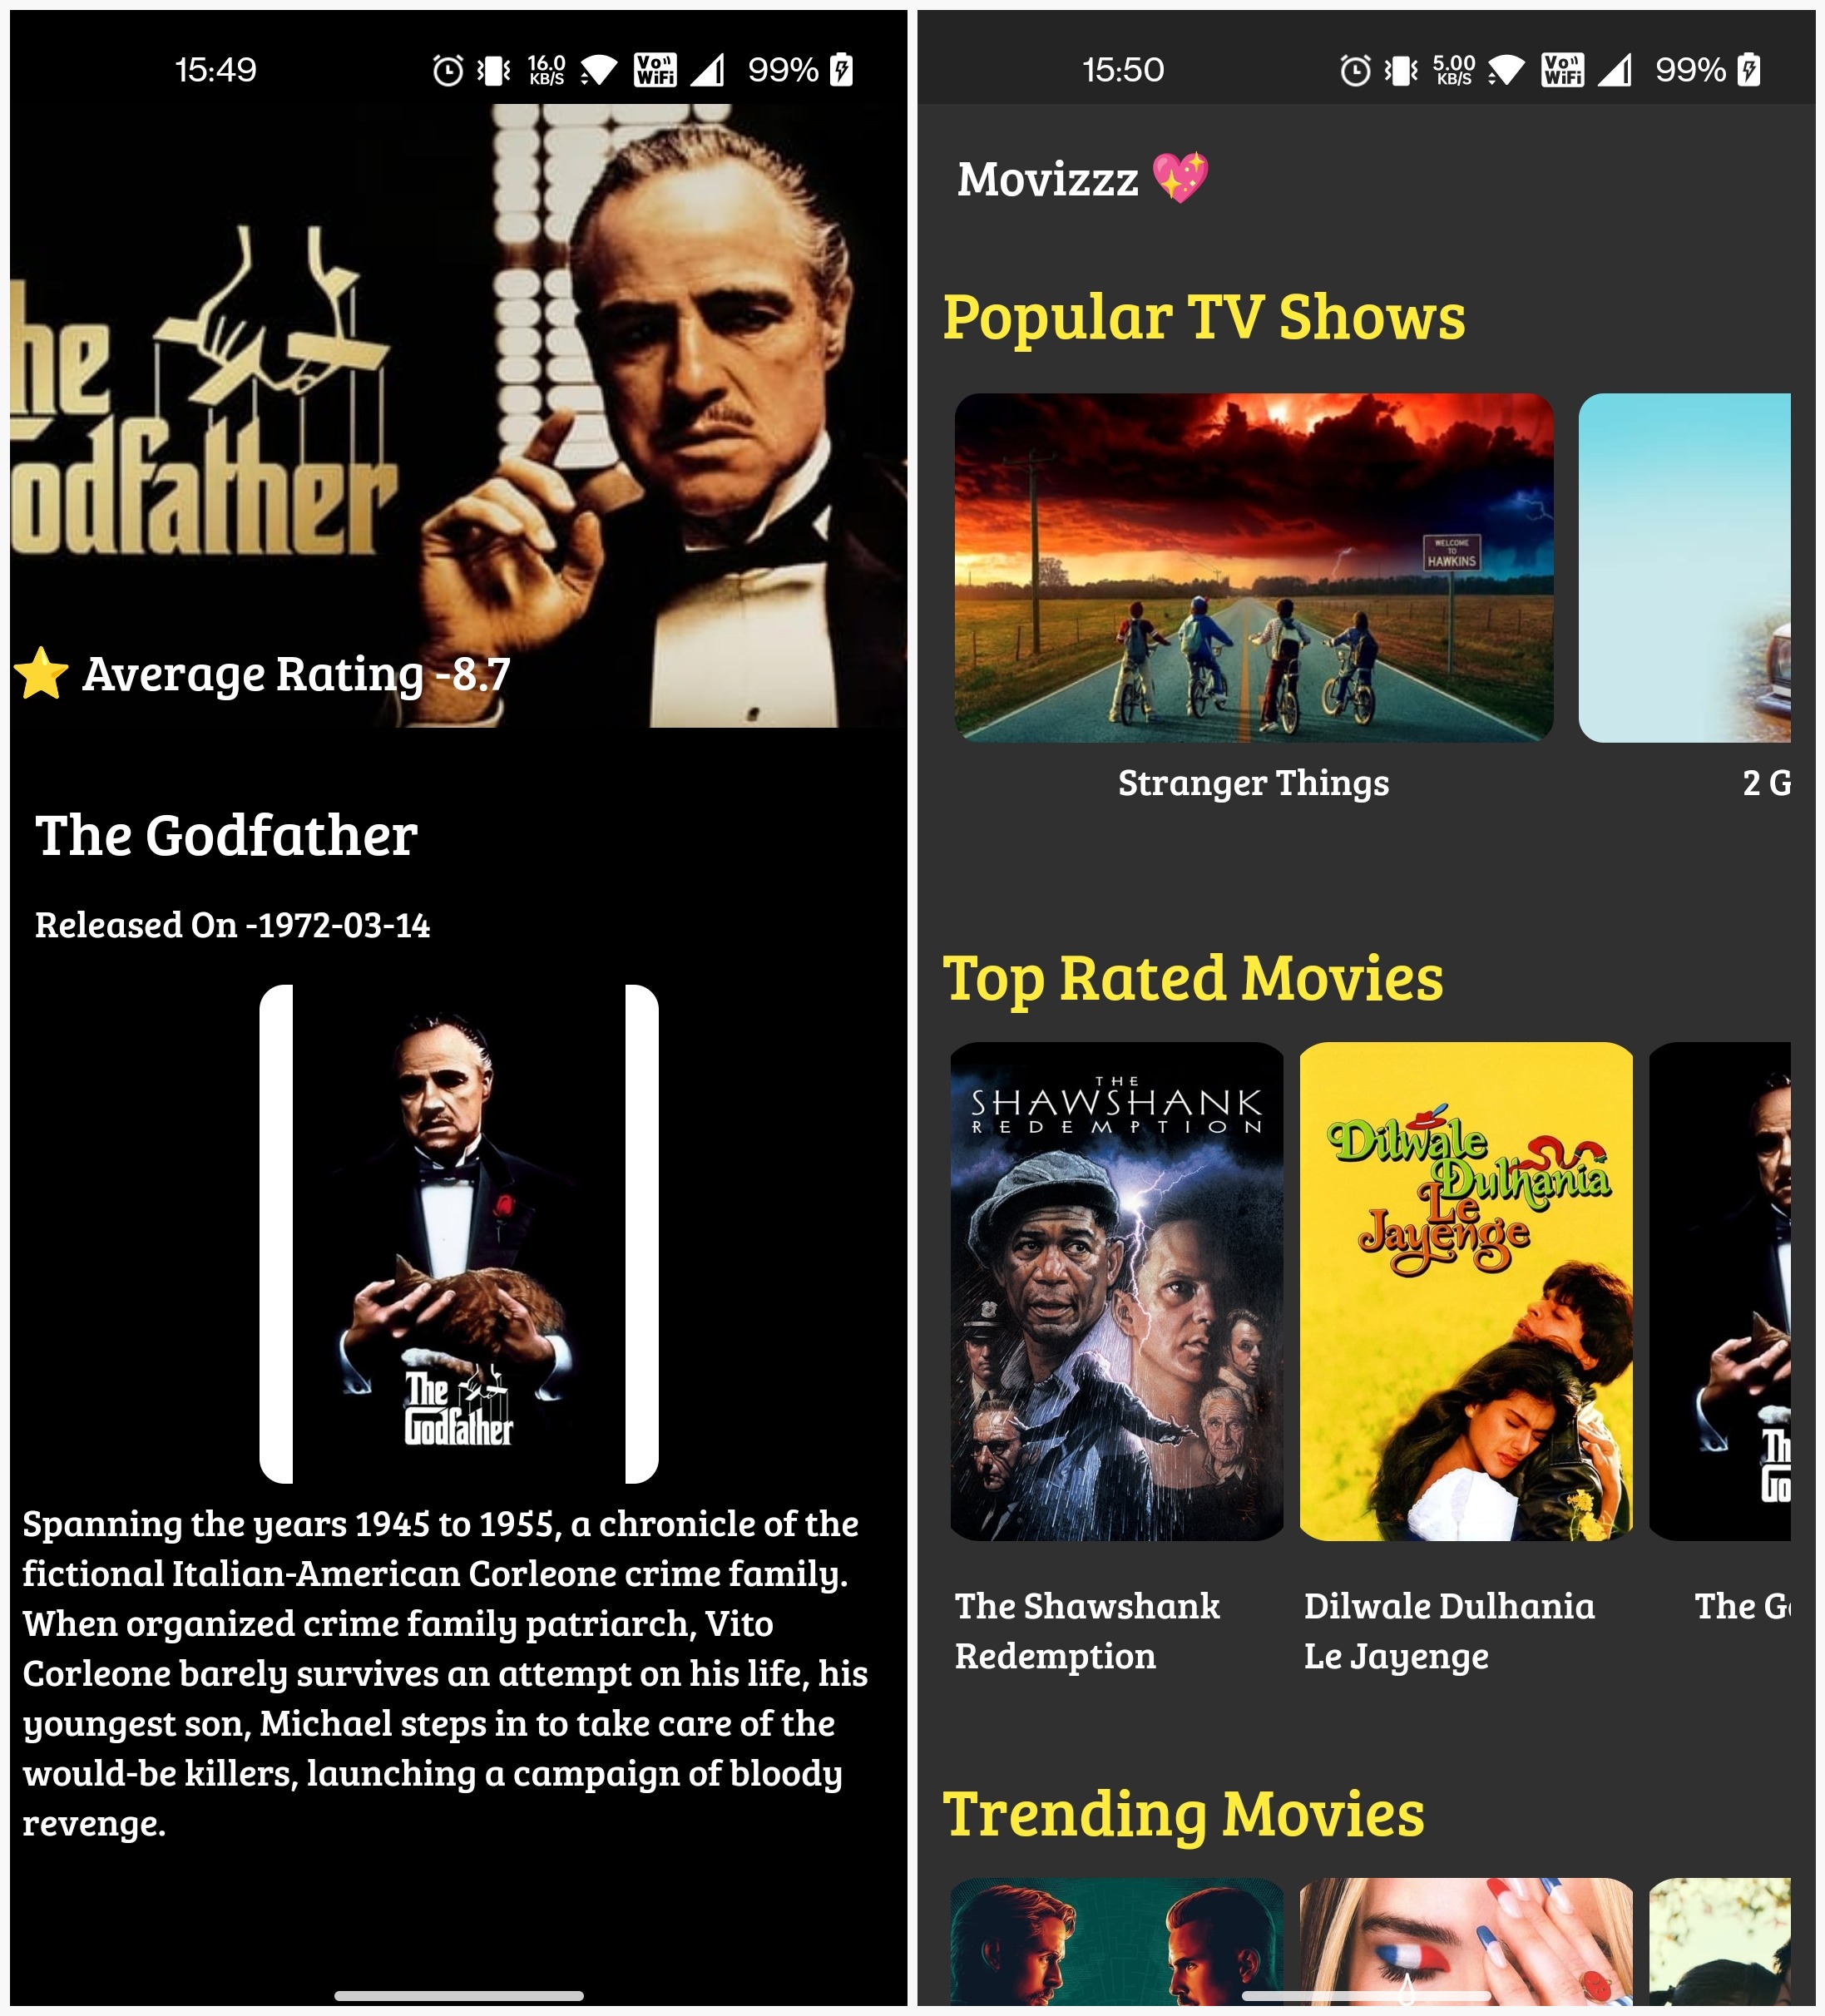 15:49
16.0
KB/S
Vo
WiFi
99%
he
odfather
⭐ Average Rating -8.7
The Godfather
Released On -1972-03-14
The
Godfather
Spanning the years 1945 to 1955, a chronicle of the
fictional Italian-American Corleone crime family.
When organized crime family patriarch, Vito
Corleone barely survives an attempt on his life, his
youngest son, Michael steps in to take care of the
would-be killers, launching a campaign of bloody
revenge.
15:50
5.00
KB/S
Vo
WiFi
99%
Movizzz 💖
Popular TV Shows
WELCOME
TO
HAWKINS
Stranger Things
2 G
Top Rated Movies
THE
SHAWSHANK
REDEMPTION
Dilwale
Dulhania
Le
Jayenge
Th
Go
The Shawshank
Redemption
Dilwale Dulhania
Le Jayenge
The G
Trending Movies